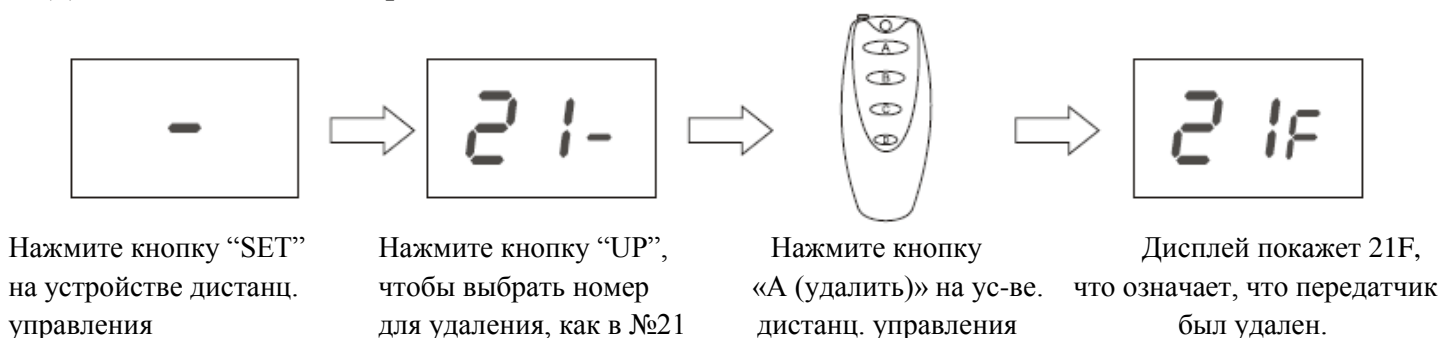 -
21-
A
B
C
D
21F
Нажмите кнопку “SET”
на устройстве дистанц.
управления
Нажмите кнопку “UP”,
чтобы выбрать номер
для удаления, как в №21
Нажмите кнопку
«А (удалить)» на ус-ве.
дистанц. управления
Дисплей покажет 21F,
что означает, что передатчик
был удален.